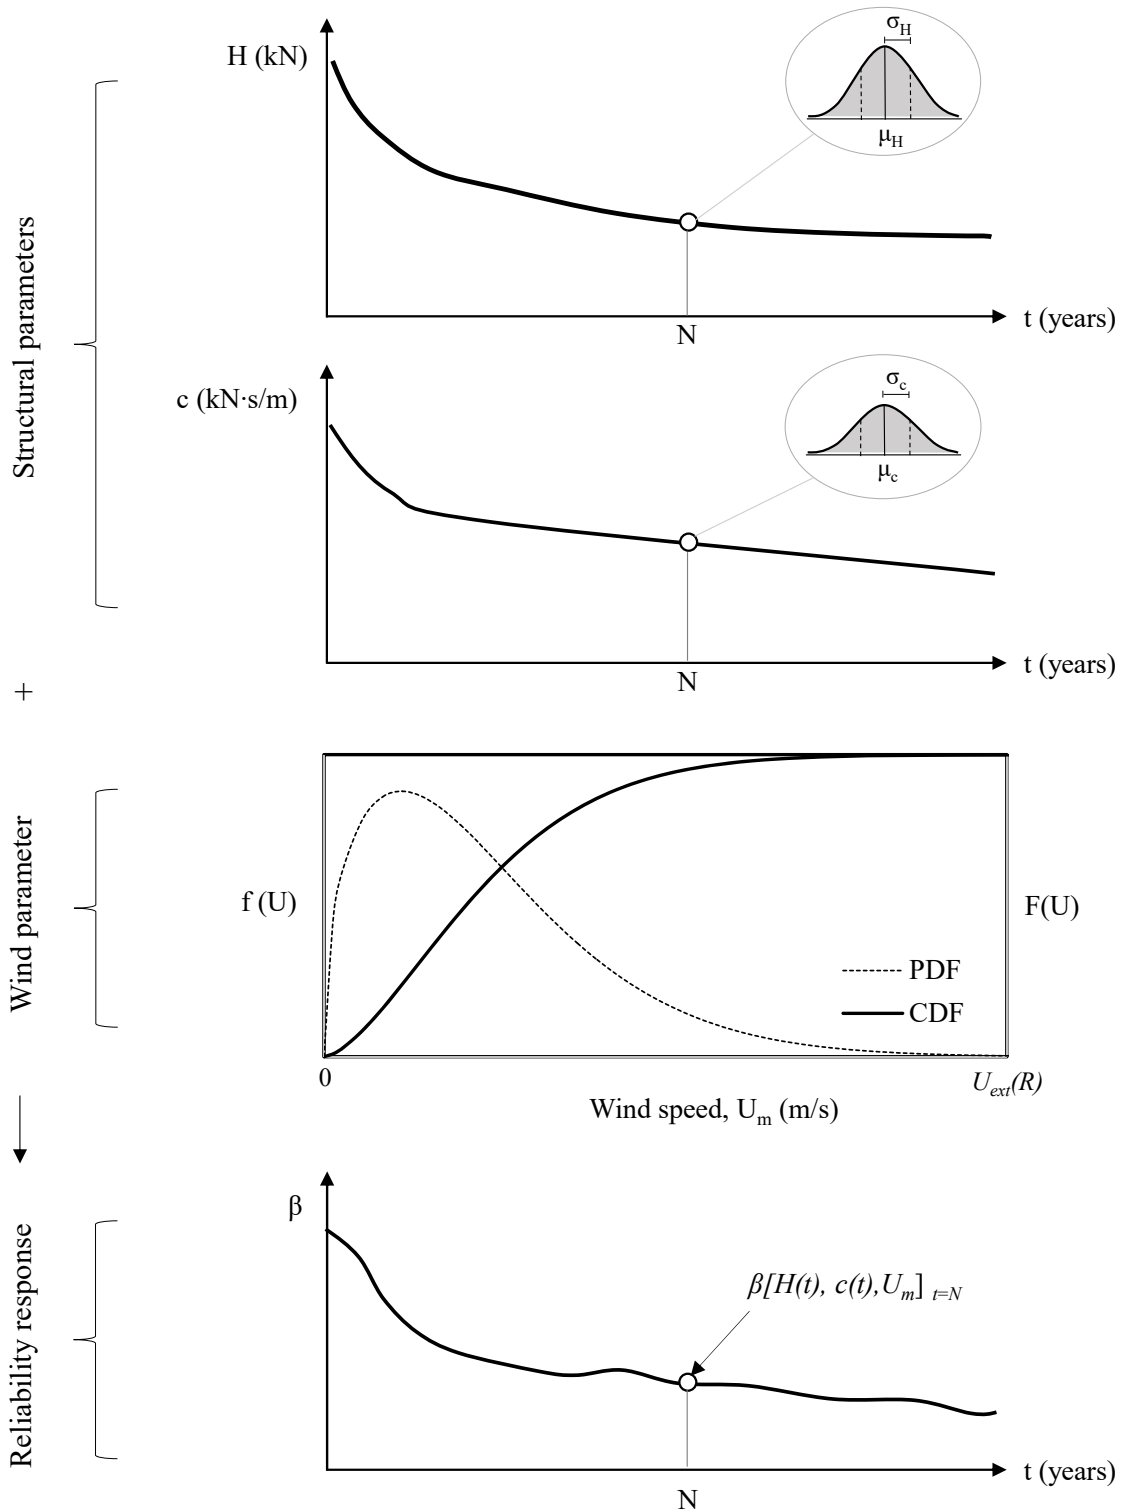 Structural parameters
H (kN)
σH
μH
N
t (years)
c (kN·s/m)
σc
μc
N
t (years)
+
Wind parameter
f (U)
F(U)
PDF
CDF
0
Uext(R)
Wind speed, Um (m/s)
Reliability response
β
β[H(t), c(t),Um] t=N
N
t (years)